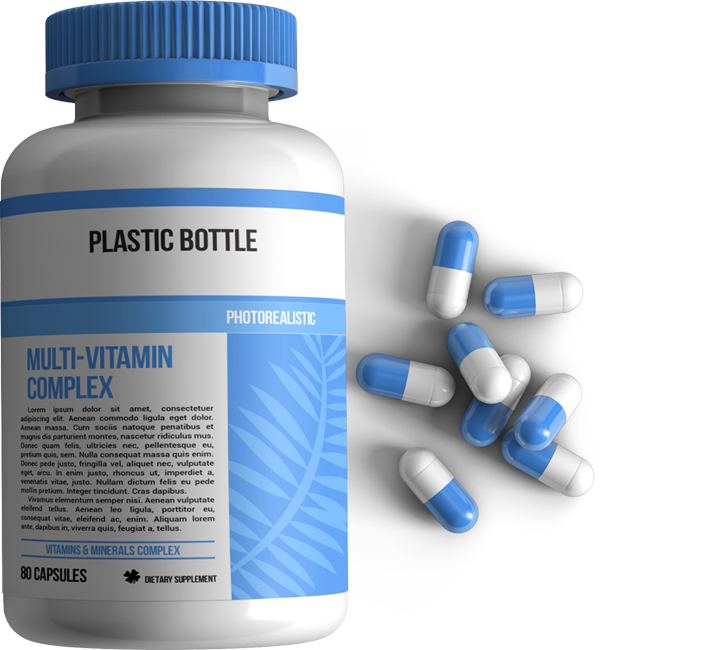 PLASTIC BOTTLE
PHOTOREALISTIC
MULTI-VITAMIN
COMPLEX
Lorem ipsum dolor sit amet, consectetuer
adipiscing elit. Aenean commodo ligula eget dolor.
Aenean massa. Cum sociis natoque penatibus et
magnis dis parturient montes, nascetur ridiculus mus.
Donec quam felis, ultricies nec, pellentesque eu,
pretium quis, sem. Nulla consequat massa quis enim.
Donec pede justo, fringilla vel, aliquet nec, vulputate
eget, arcu. In enim justo, rhoncus ut, imperdiet a,
venenatis vitae, justo. Nullam dictum felis eu pede
mollis pretium. Integer tincidunt. Cras dapibus.
Vivamus elementum semper nisi. Aenean vulputate
eleifend tellus. Aenean leo ligula, porttitor eu,
consequat vitae, eleifend ac, enim. Aliquam lorem
ante, dapibus in, viverra quis, feugiat a, tellus.
VITAMINS & MINERALS COMPLEX
80 CAPSULES
DIETARY SUPPLEMENT